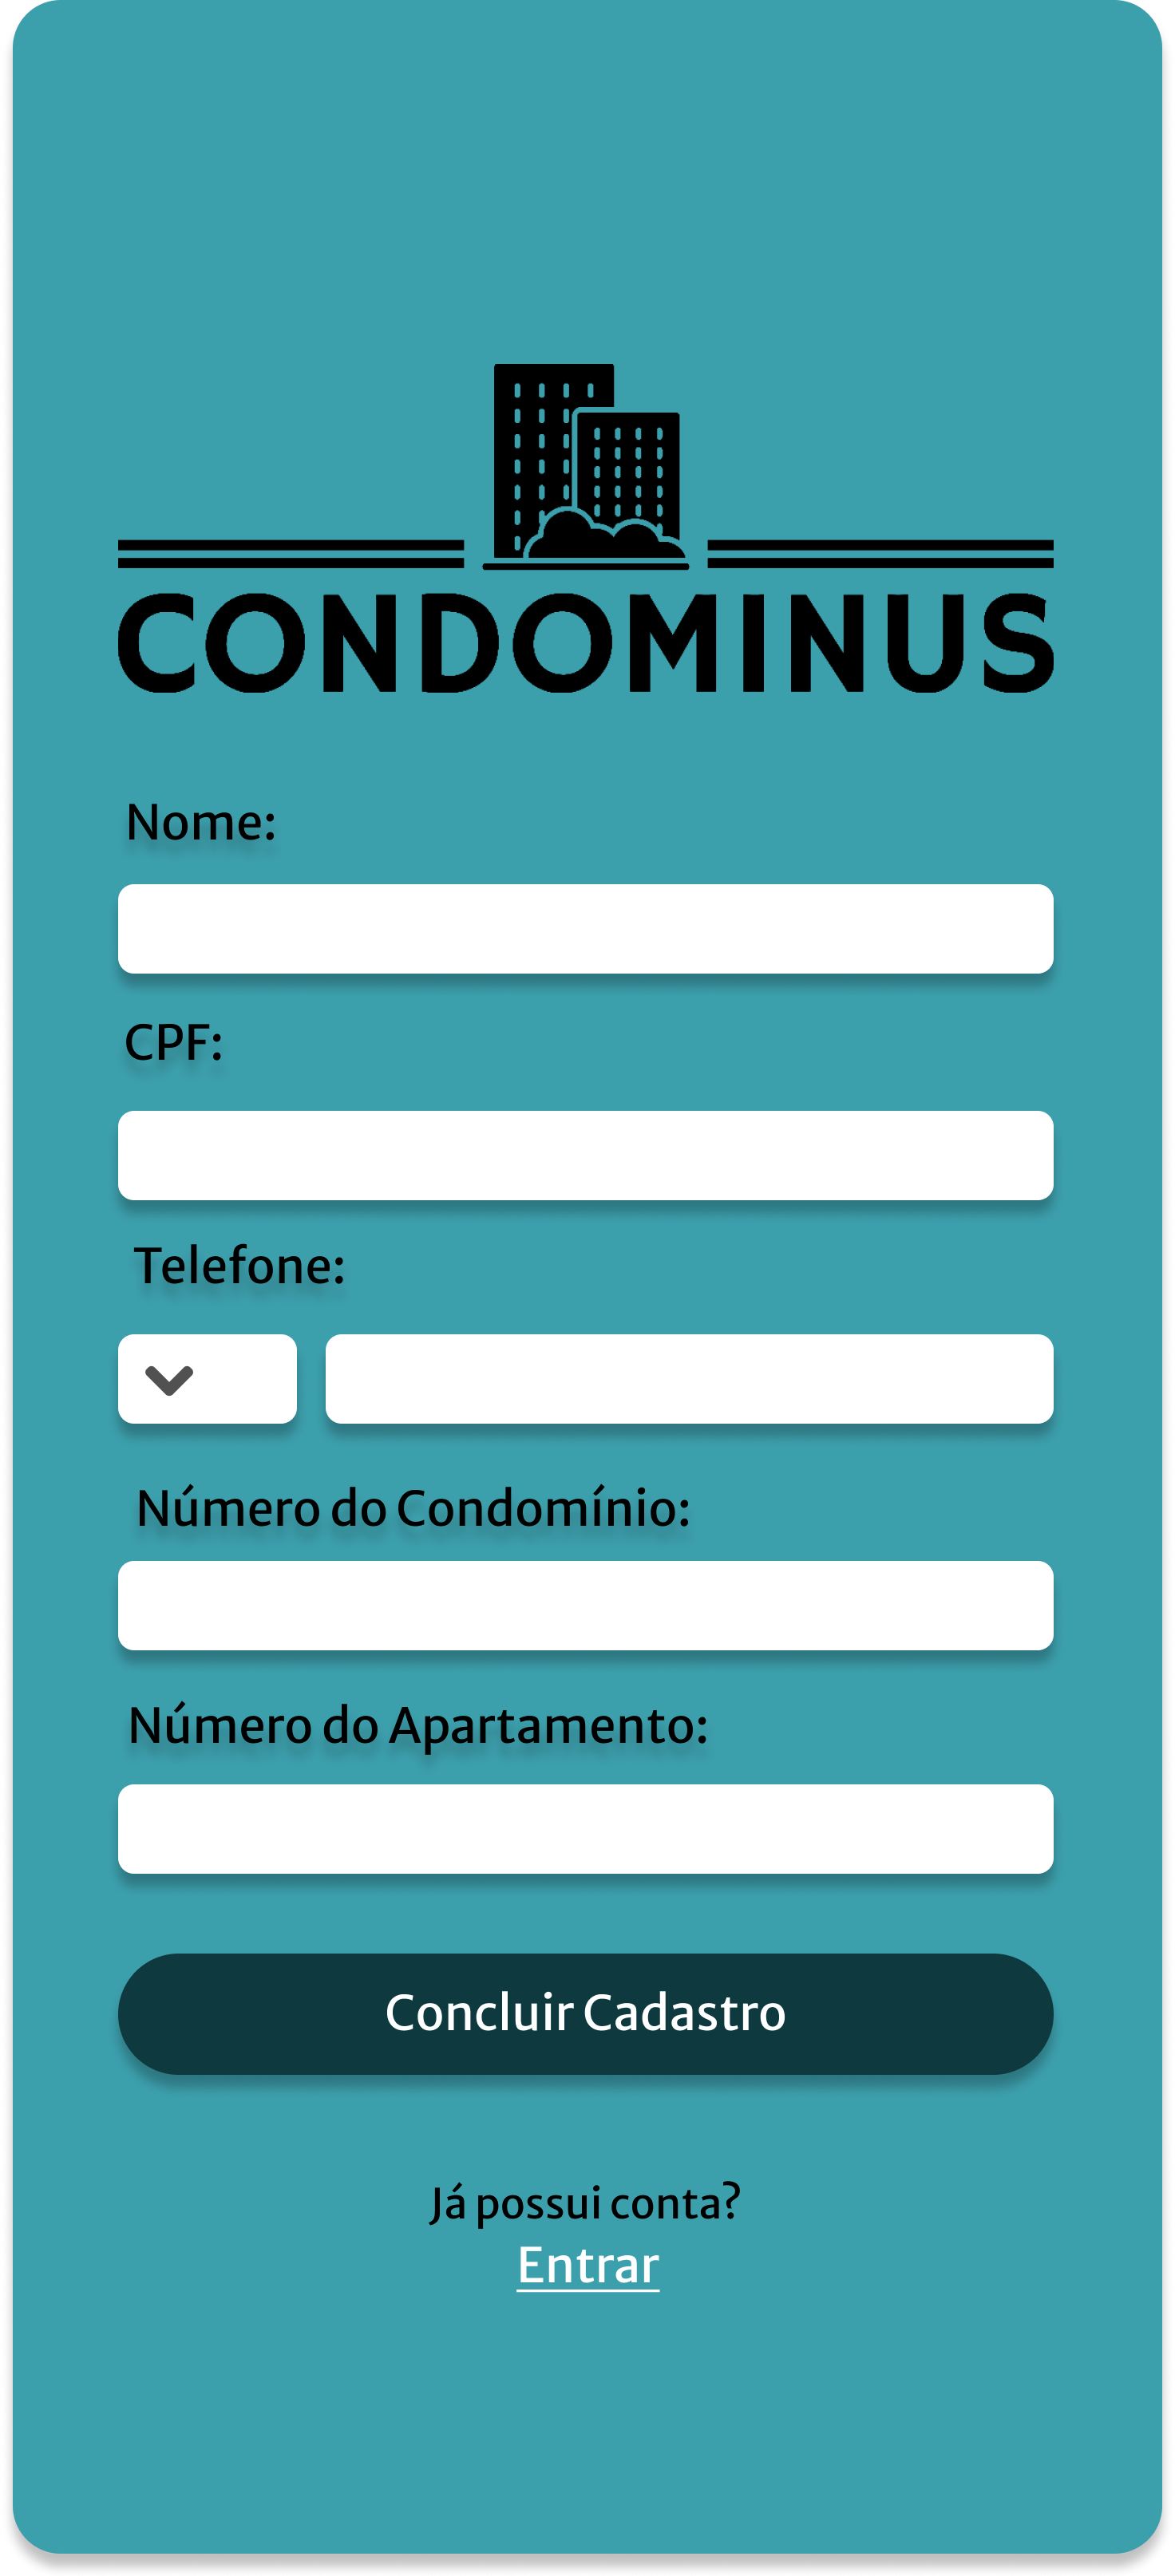 CONDOMINUS
Nome:
CPF:
Telefone:
Número do Condomínio:
Número do Apartamento:
Concluir Cadastro
Já possui conta?
Entrar